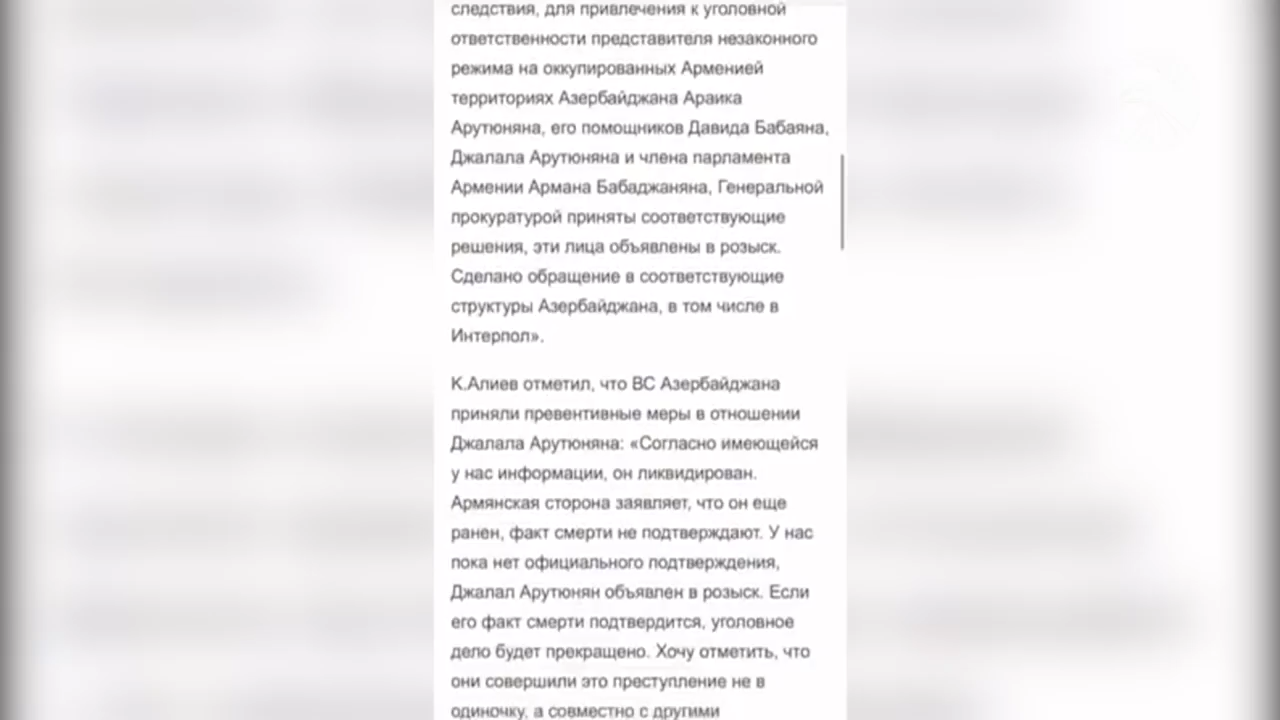 следствия, для привлечения к уголовной
ответственности представителя незаконного
режима на оккупированных Арменией
территориях Азербайджана Араика
Арутюняна, его помощников Давида Бабаяна,
Джалала Арутюняна и члена парламента
Армении Армана Бабаджаняна, Генеральной
прокуратурой приняты соответствующие
решения, эти лица объявлены в розыск.
Сделано обращение в соответствующие
структуры Азербайджана, в том числе в
Интерпол».
К.Алиев отметил, что ВС Азербайджана
приняли превентивные меры в отношении
Джалала Арутюняна: «Согласно имеющейся
у нас информации, он ликвидирован.
Армянская сторона заявляет, что он еще
ранен, факт смерти не подтверждают. У нас
пока нет официального подтверждения,
Джалал Арутюнян объявлен в розыск. Если
его факт смерти подтвердится, уголовное
дело будет прекращено. Хочу отметить, что
они совершили это преступление не в
одиночку, а совместно с другими